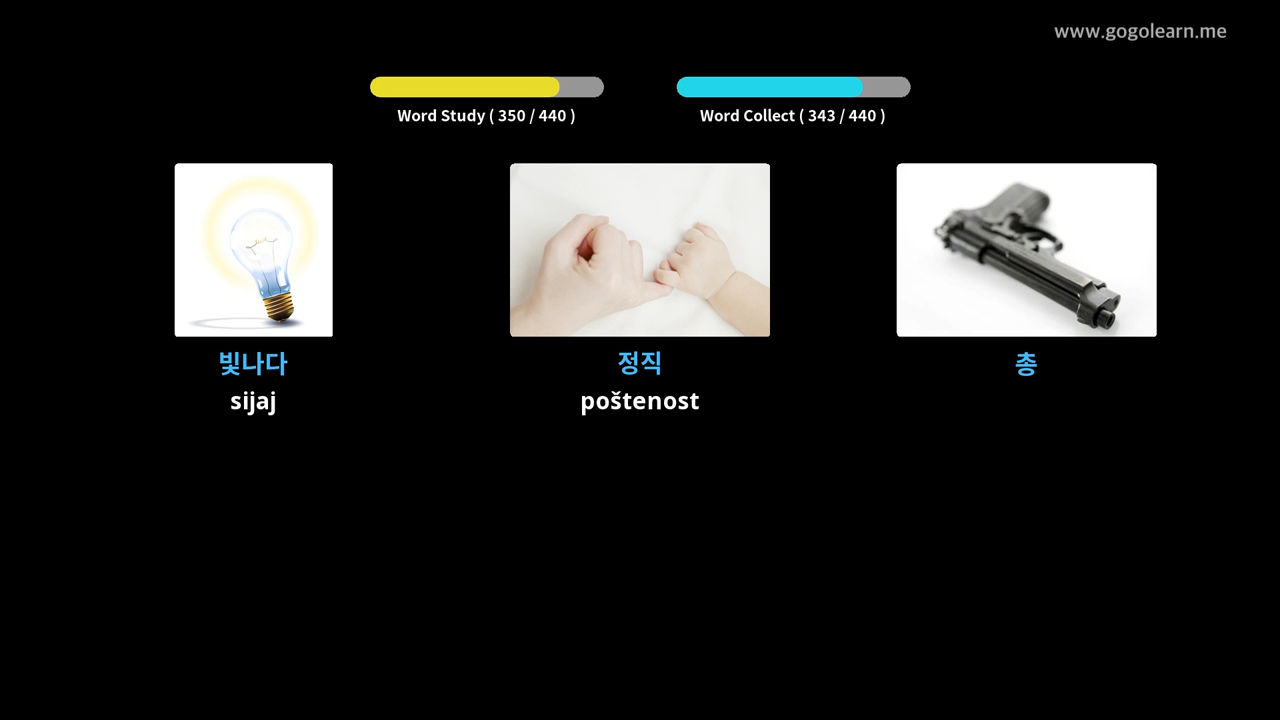 www.gogolearn.me
Word Study ( 350 / 440 )
Word Collect ( 343 / 440 )
빛나다
정직
총
sijaj
poštenost